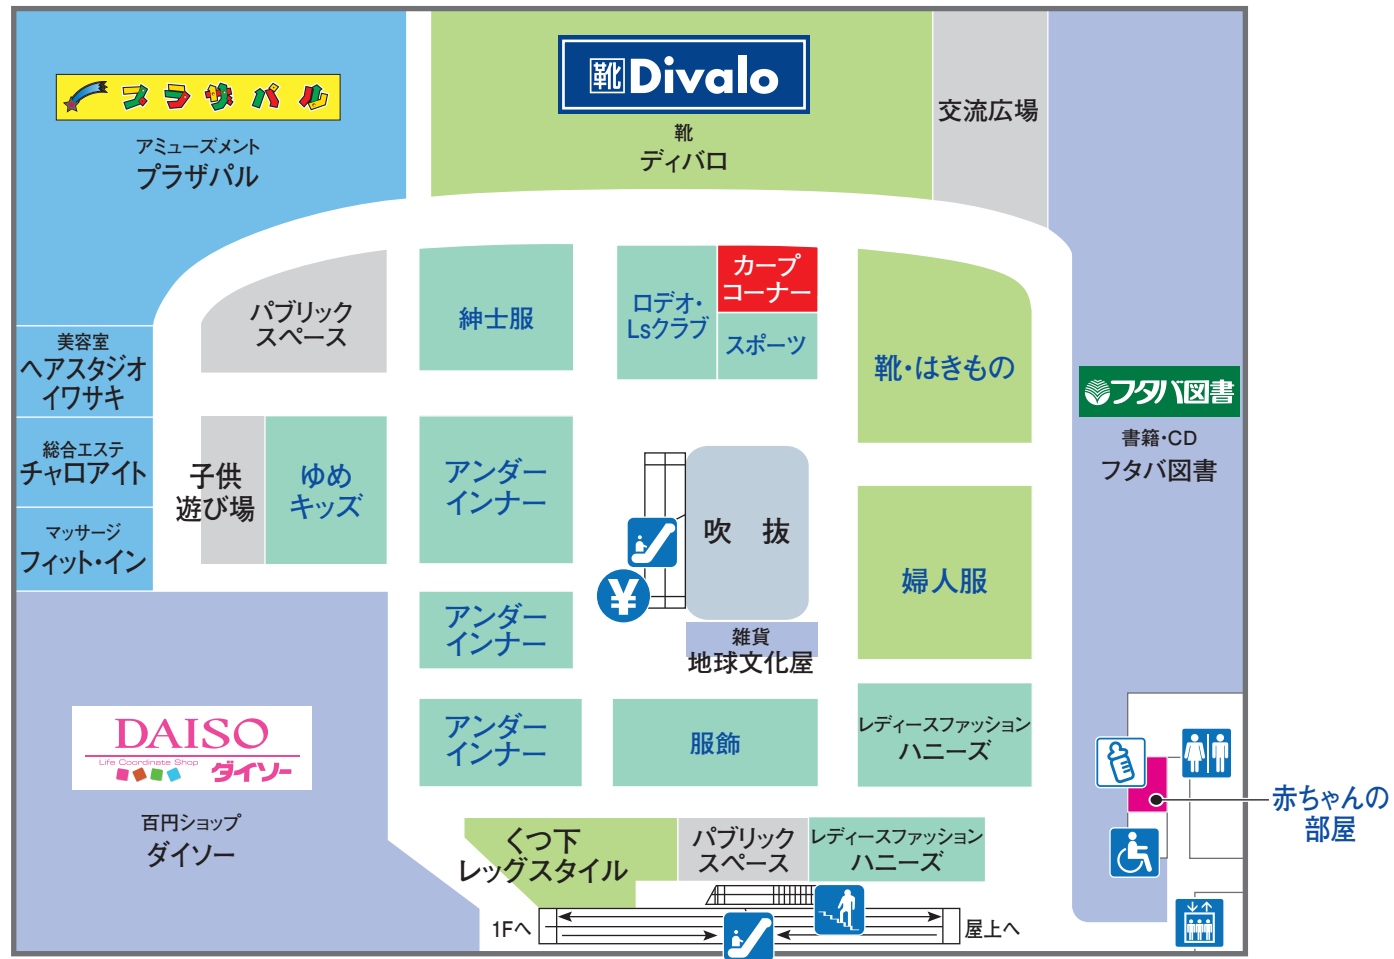 プラザパル
アミューズメント
プラザパル
靴 Divalo
靴
ディバロ
交流広場
パブリック
スペース
紳士服
ロデオ・
Lsクラブ
カープ
コーナー
スポーツ
靴・はきもの
美容室
ヘアスタジオ
イワサキ
総合エステ
チャロアイト
マッサージ
フィット・イン
子供
遊び場
ゆめ
キッズ
アンダー
インナー
吹 抜
¥
フタバ図書
書籍・CD
フタバ図書
婦人服
アンダー
インナー
雑貨
地球文化屋
DAISO
Life Coordinate Shop
ダイソー
百円ショップ
ダイソー
アンダー
インナー
服飾
レディースファッション
ハニーズ
赤ちゃんの
部屋
くつ下
レッグスタイル
パブリック
スペース
レディースファッション
ハニーズ
1Fへ
屋上へ